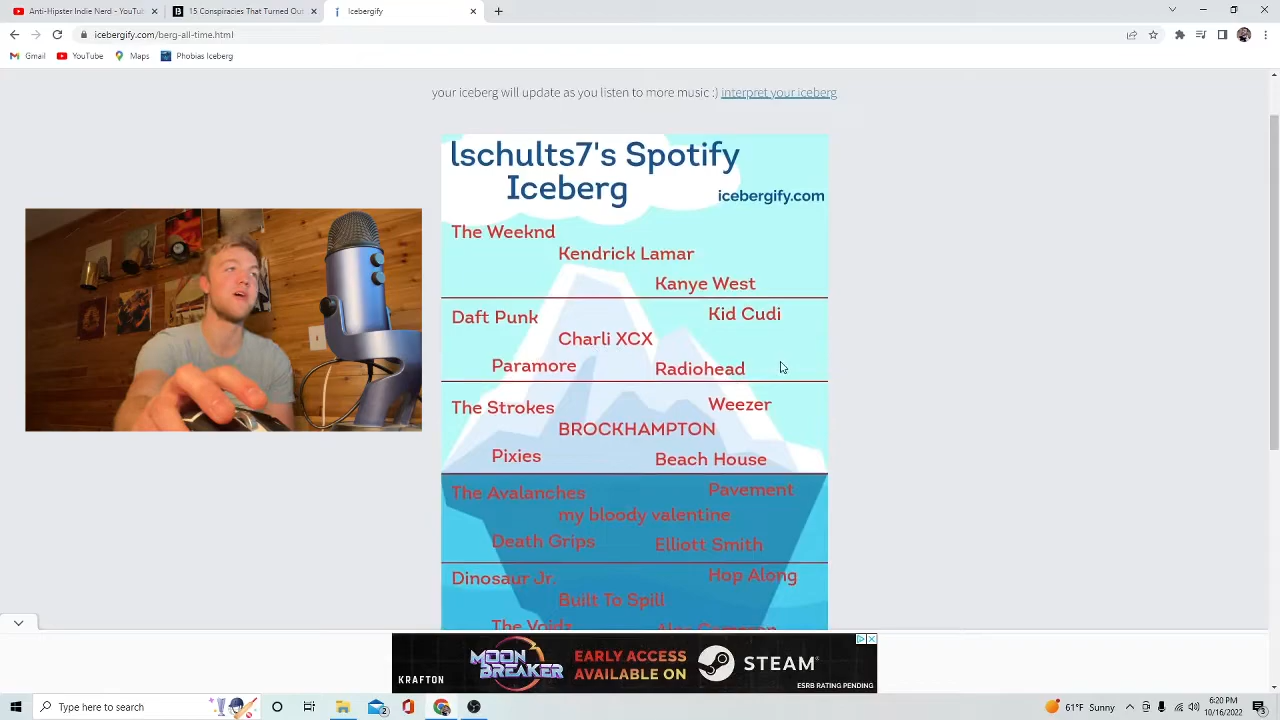 Anti-Hipster Indie Nerd - YouTub
15 Conspiracies That Turned Out
Icebergify
icebergify.com/berg-all-time.html
Gmail
YouTube
Maps
Phobias Iceberg
your iceberg will update as you listen to more music :) interpret your iceberg
lschults7's Spotify
Iceberg
icebergify.com
The Weeknd
Kendrick Lamar
Kanye West
Kid Cudi
Daft Punk
Charli XCX
Paramore
Radiohead
Weezer
The Strokes
BROCKHAMPTON
Pixies
Beach House
Pavement
The Avalanches
my bloody valentine
Death Grips
Elliott Smith
Hop Along
Dinosaur Jr.
Built To Spill
The Voidz
KRAFTON
MOON
BREAKER
EARLY ACCESS
AVAILABLE ON
STEAM
ESRB RATING PENDING
Type here to search
61°F Sunny
6:20 PM
10/16/2022